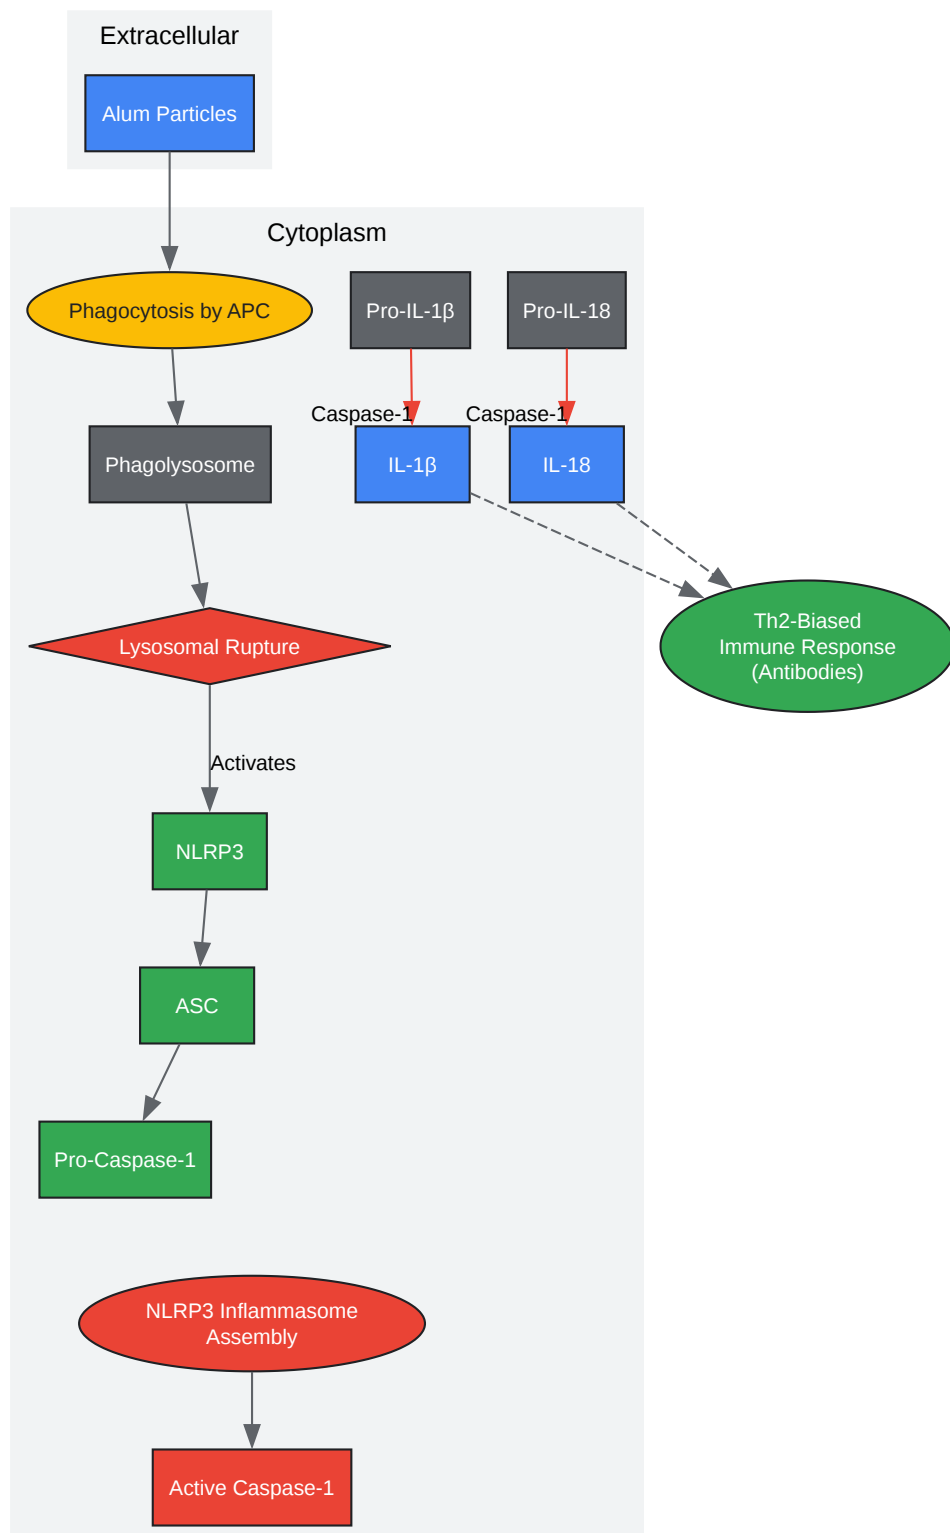 Extracellular
Alum Particles
Cytoplasm
Phagocytosis by APC
Pro-IL-1β
Pro-IL-18
Caspase-1
Caspase-1
Phagolysosome
IL-1β
IL-18
Lysosomal Rupture
Th2-Biased
Immune Response
(Antibodies)
Activates
NLRP3
ASC
Pro-Caspase-1
NLRP3 Inflammasome
Assembly
Active Caspase-1